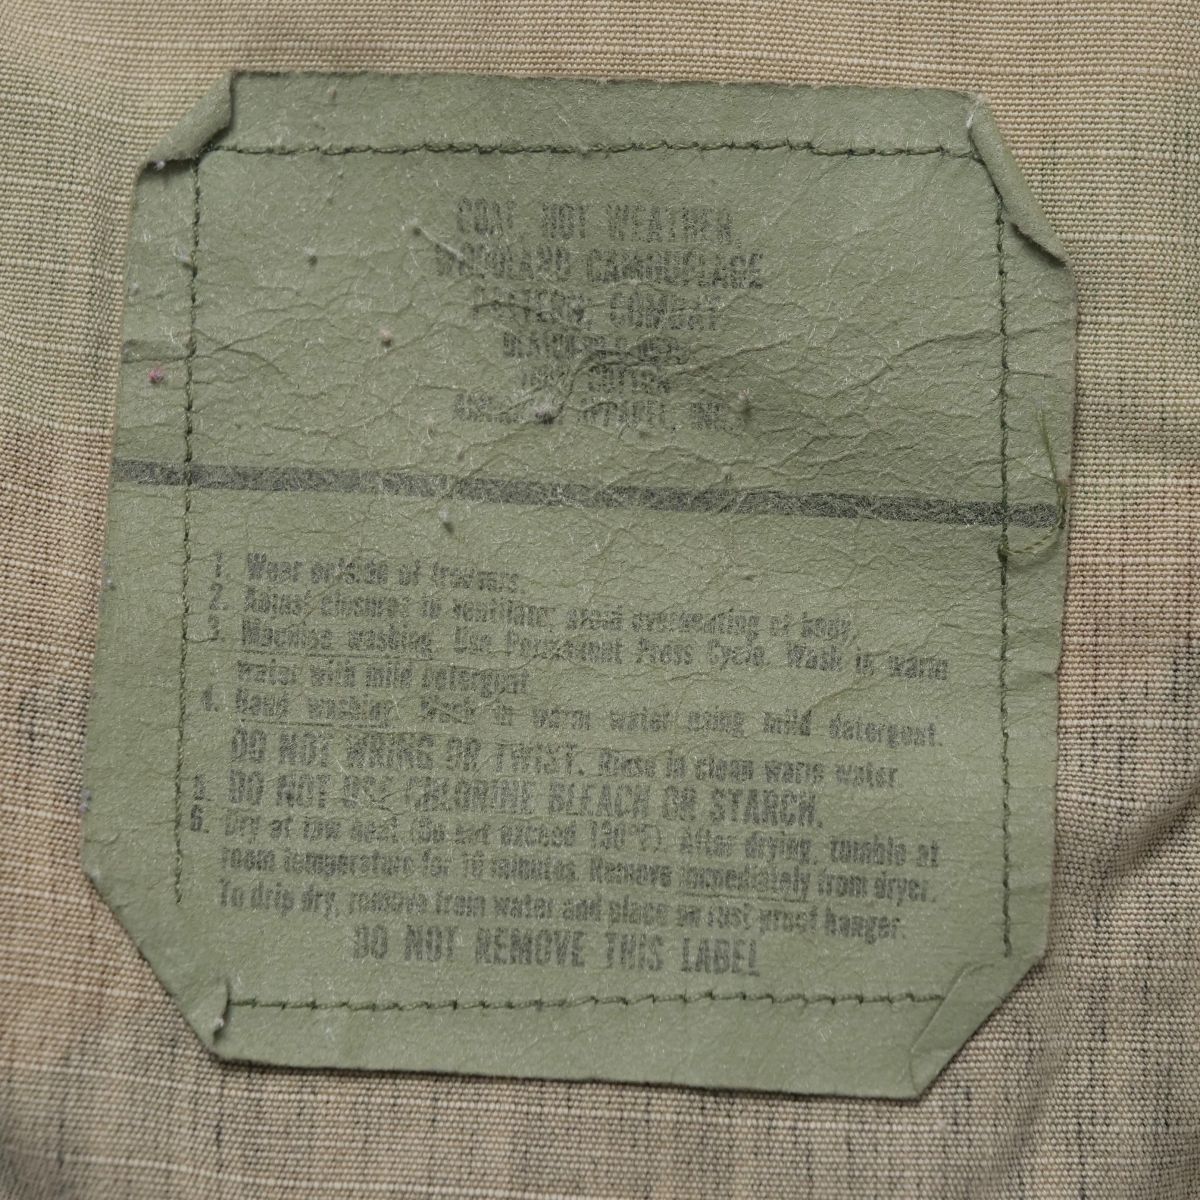 COAT, HOT WEATHER,
WOODLAND CAMOUFLAGE
PATTERN, COMBAT
100% COTTON
APPAREL, INC.
1. Wear outside of trousers.
2. Adjust closures to ventilate; avoid overheating of body.
3. Machine washing. Use Permanent Press Cycle. Wash in warm
water with mild detergent.
4. Hand washing. Wash in warm water using mild detergent.
DO NOT WRING OR TWIST. Rinse in clean warm water.
5. DO NOT USE CHLORINE BLEACH OR STARCH.
6. Dry at low heat (Do not exceed 130°F). After drying, tumble at
room temperature for 10 minutes. Remove immediately from dryer.
To drip dry, remove from water and place on rust-proof hanger.
DO NOT REMOVE THIS LABEL